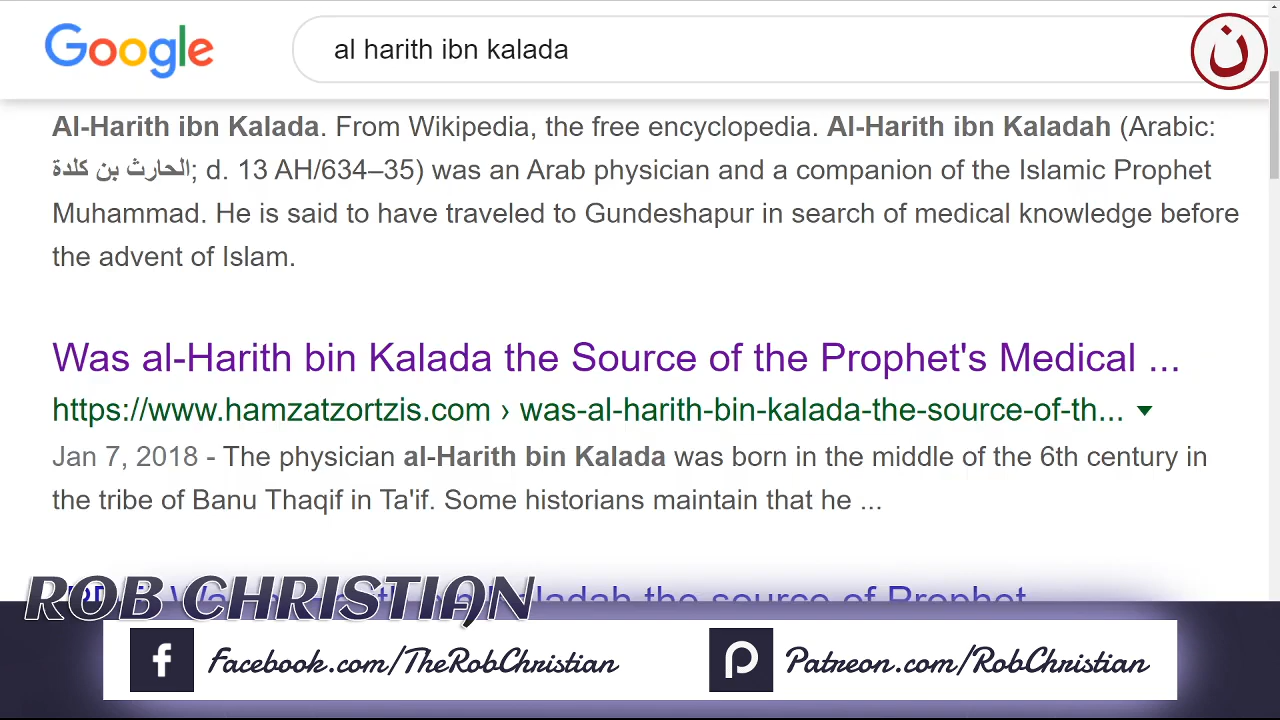 Google
al harith ibn kalada
ن
Al-Harith ibn Kalada. From Wikipedia, the free encyclopedia. Al-Harith ibn Kaladah (Arabic:
الحارث بن كلدة; d. 13 AH/634–35) was an Arab physician and a companion of the Islamic Prophet
Muhammad. He is said to have traveled to Gundeshapur in search of medical knowledge before
the advent of Islam.
Was al-Harith bin Kalada the Source of the Prophet's Medical ...
https://www.hamzatzortzis.com › was-al-harith-bin-kalada-the-source-of-th...
Jan 7, 2018 - The physician al-Harith bin Kalada was born in the middle of the 6th century in
the tribe of Banu Thaqif in Ta'if. Some historians maintain that he ...
the source of Prophet
ROB CHRISTIAN
Facebook.com/TheRobChristian
Patreon.com/RobChristian